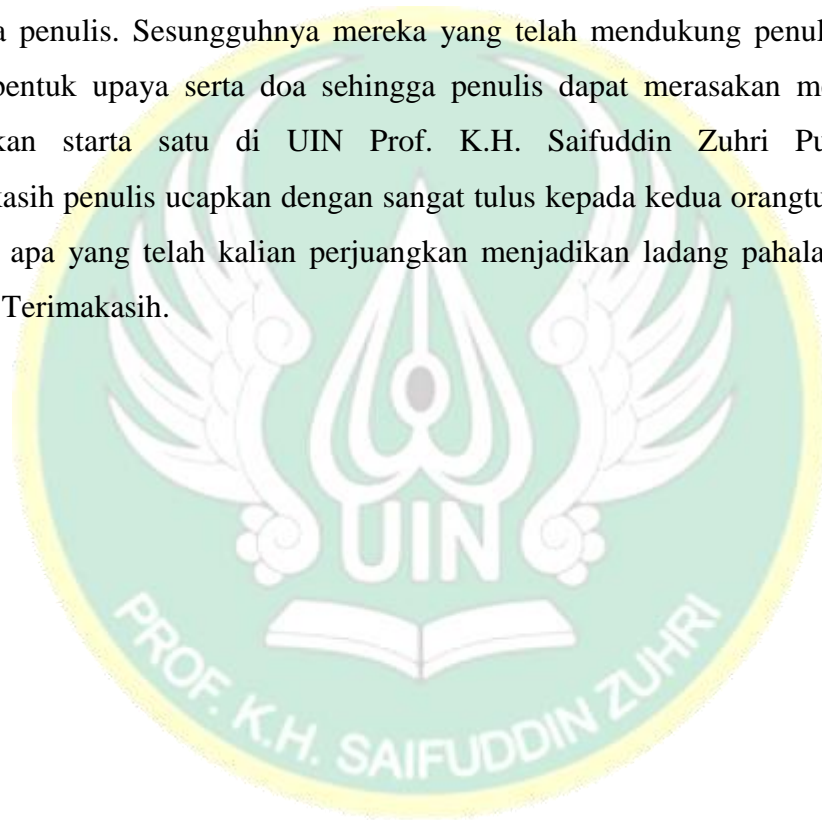 a penulis. Sesungguhnya mereka yang telah mendukung penul
bentuk upaya serta doa sehingga penulis dapat merasakan m
kan starta satu di UIN Prof. K.H. Saifuddin Zuhri Pu
kasih penulis ucapkan dengan sangat tulus kepada kedua orangtu
apa yang telah kalian perjuangkan menjadikan ladang pahala
Terimakasih.
UIN
PROF. K.H. SAIFUDDIN ZUHRI